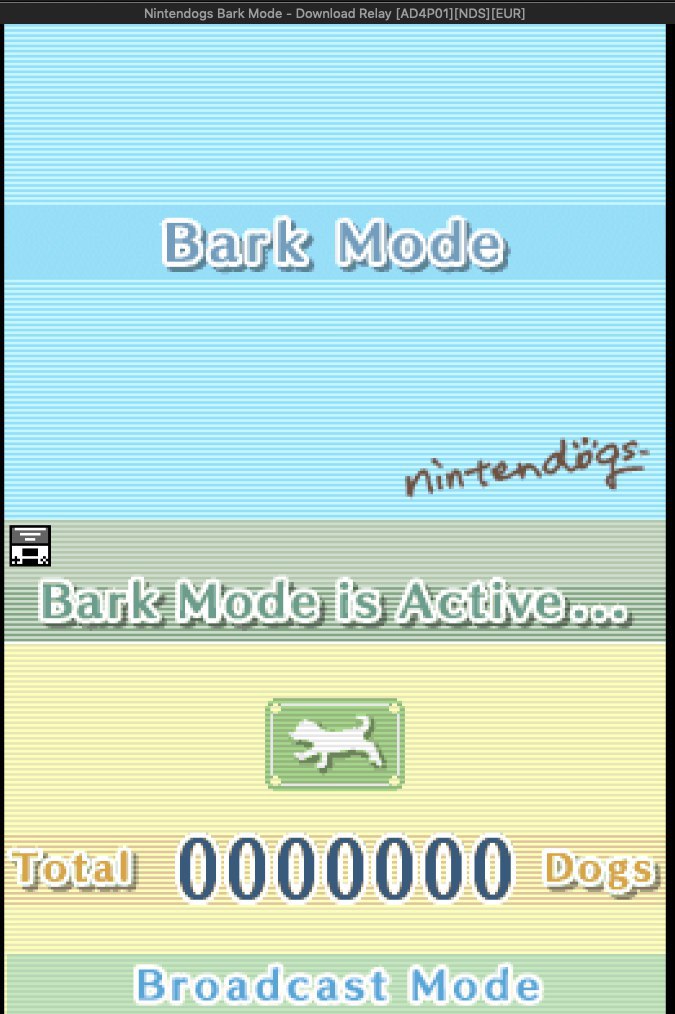 Nintendogs Bark Mode - Download Relay [AD4P01][NDS][EUR]
Bark Mode
nintendögs.
Bark Mode is Active...
Total 0000000 Dogs
Broadcast Mode